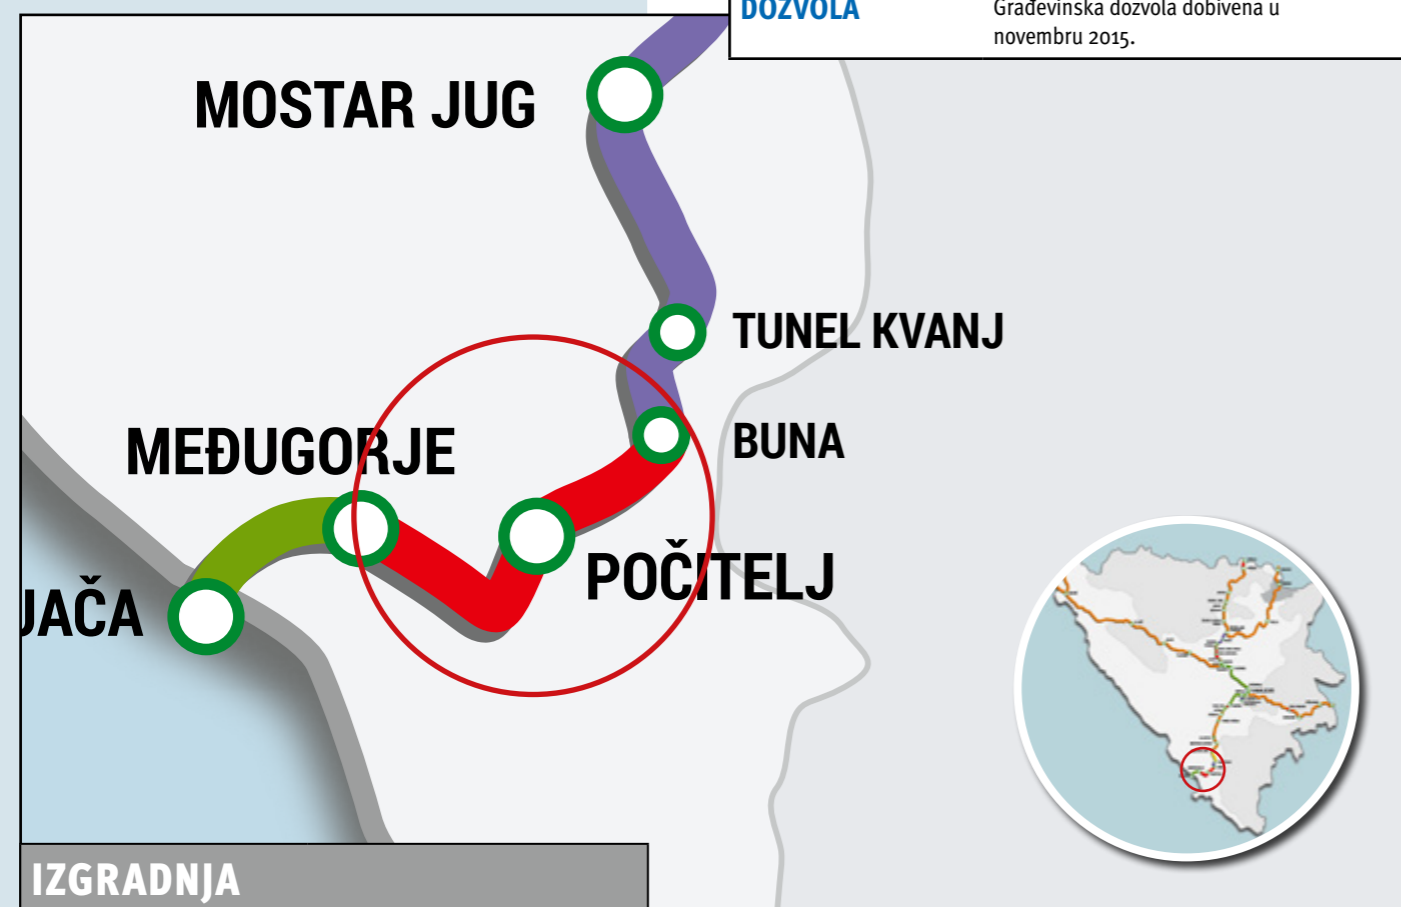 DOZVOLA
Građevinska dozvola dobivena u
novembru 2015.
MOSTAR JUG
TUNEL KVANJ
BUNA
MEĐUGORJE
POČITELJ
JAČA
IZGRADNJA